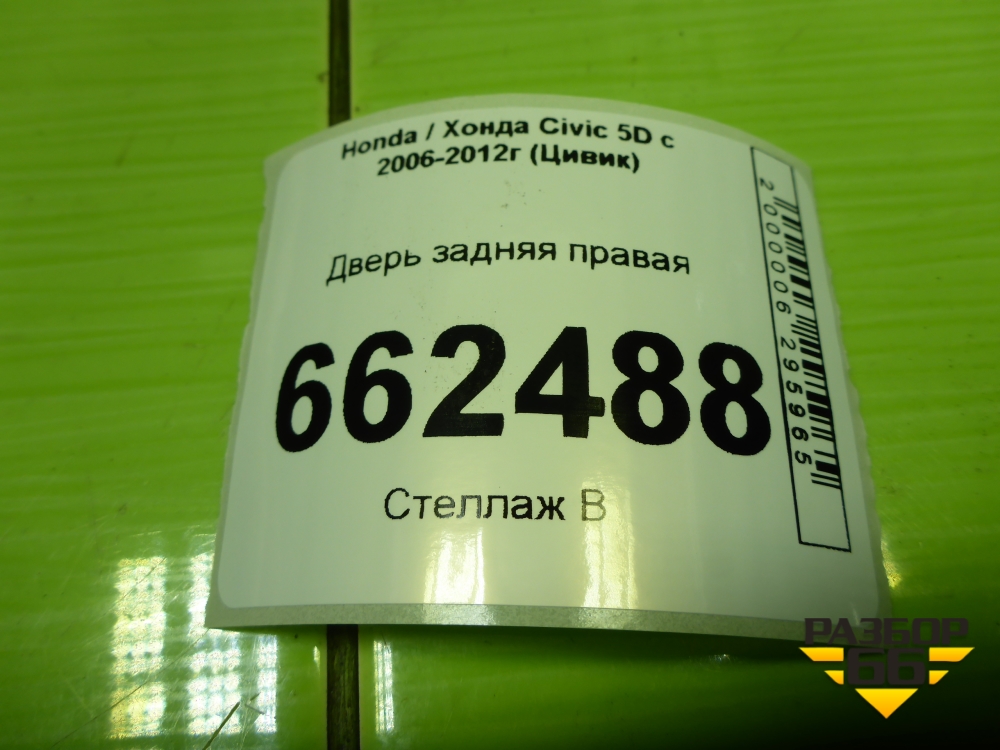 Honda / Хонда Civic 5D с
2006-2012г (Цивик)
Дверь задняя правая
662488
Стеллаж В
2000006295965
РАЗБОР
66